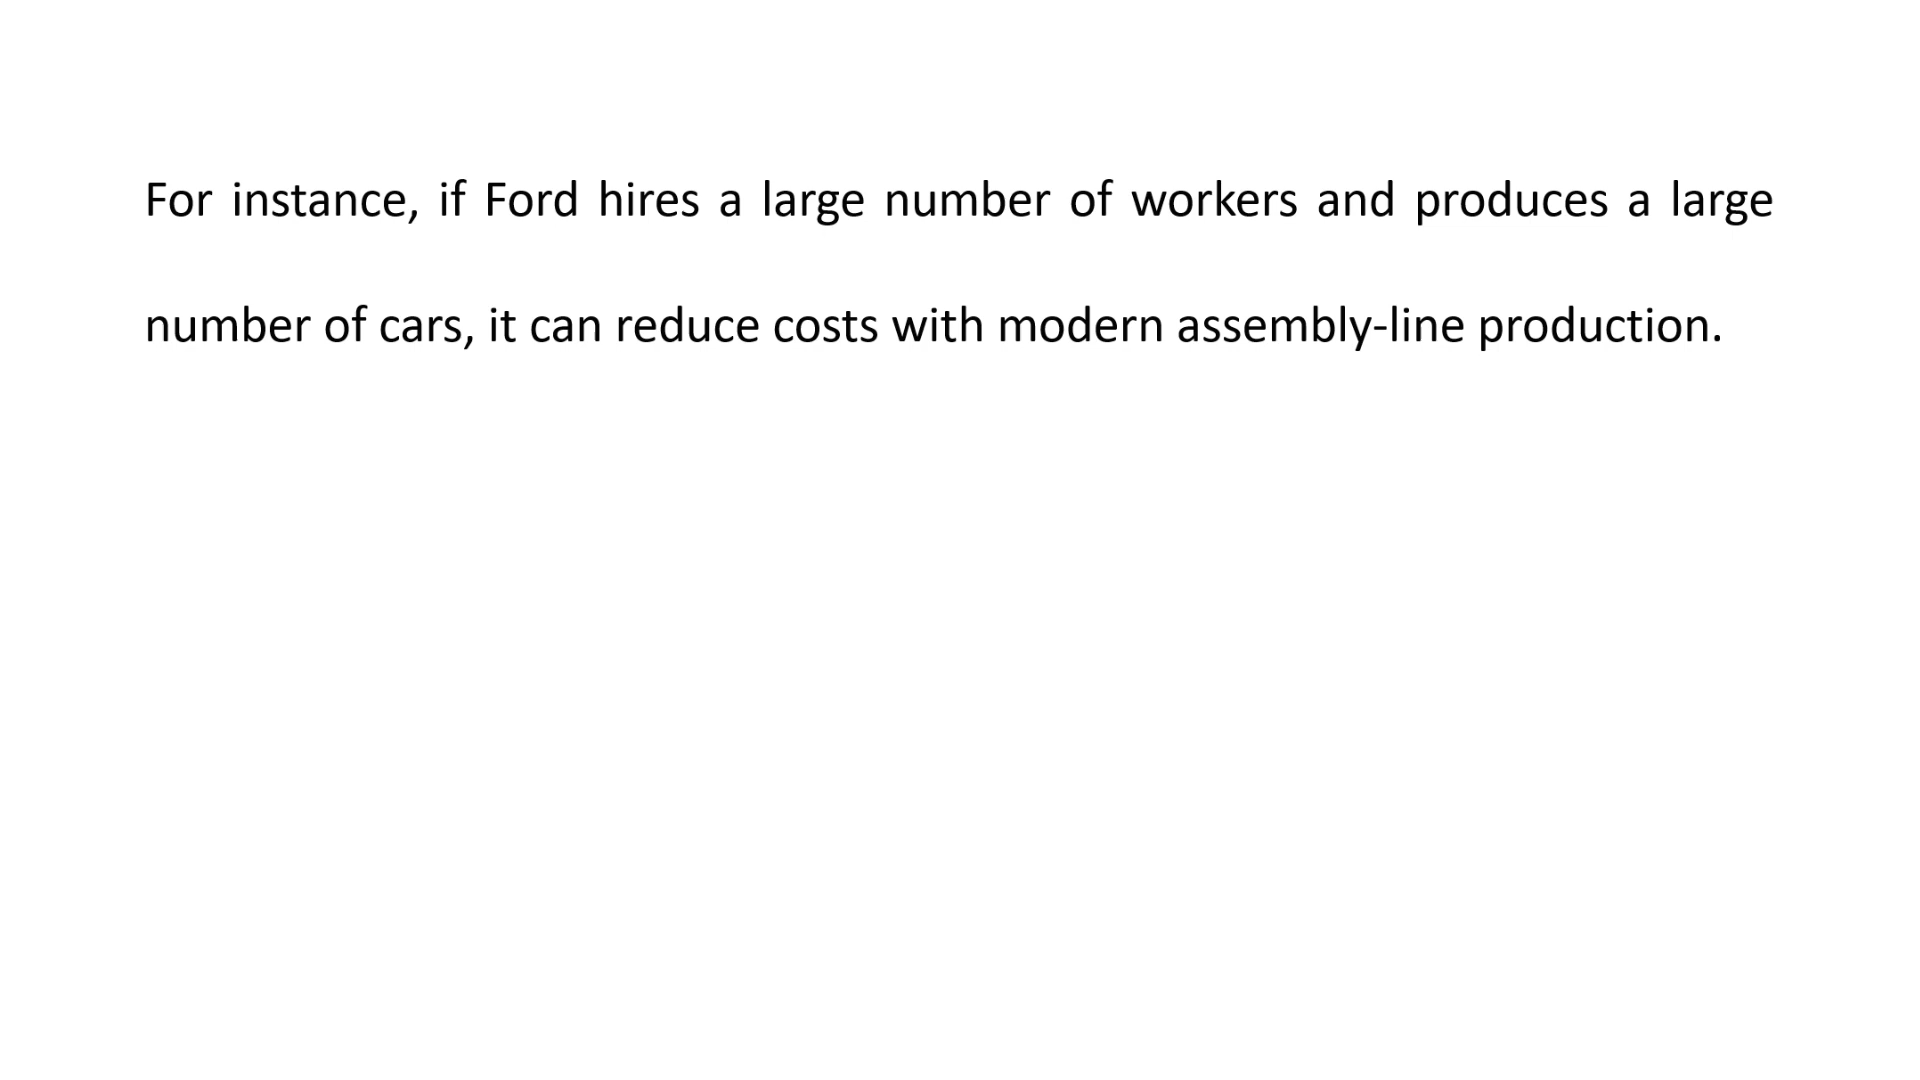 For instance, if Ford hires a large number of workers and produces a large
number of cars, it can reduce costs with modern assembly-line production.